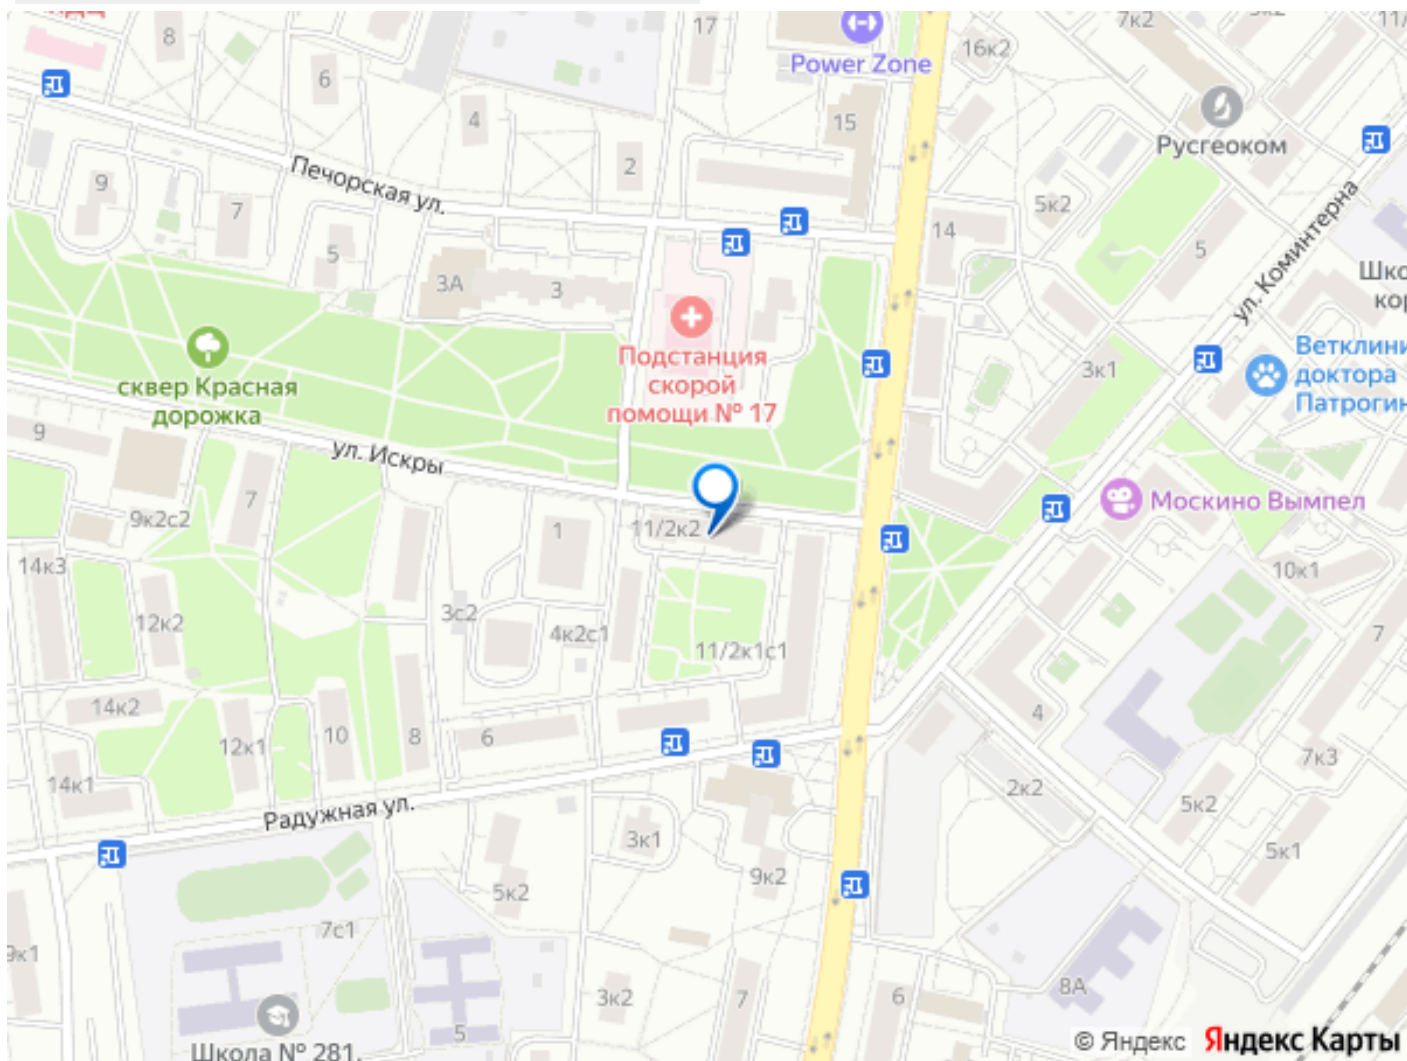 8
17
7к2
16к2
Power Zone
6
4
15
Русгеоком
2
Печорская ул.
9
7
5
5к2
14
5
ул. Коминтерна
3А
3
Подстанция
скорой
помощи № 17
сквер Красная
дорожка
3к1
доктора
9
ул. Искры
7
9к2с2
11/2к2
1
Москино Вымпел
14к3
12к2
3с2
4к2с1
11/2к1с1
10к1
7
14к2
12к1
10
8
6
4
14к1
7к3
2к2
5к2
Радужная ул.
3к1
5к1
5к2
9к2
7с1
3к2
7
6
8А
5
Школа № 281,
© Яндекс Яндекс Карты